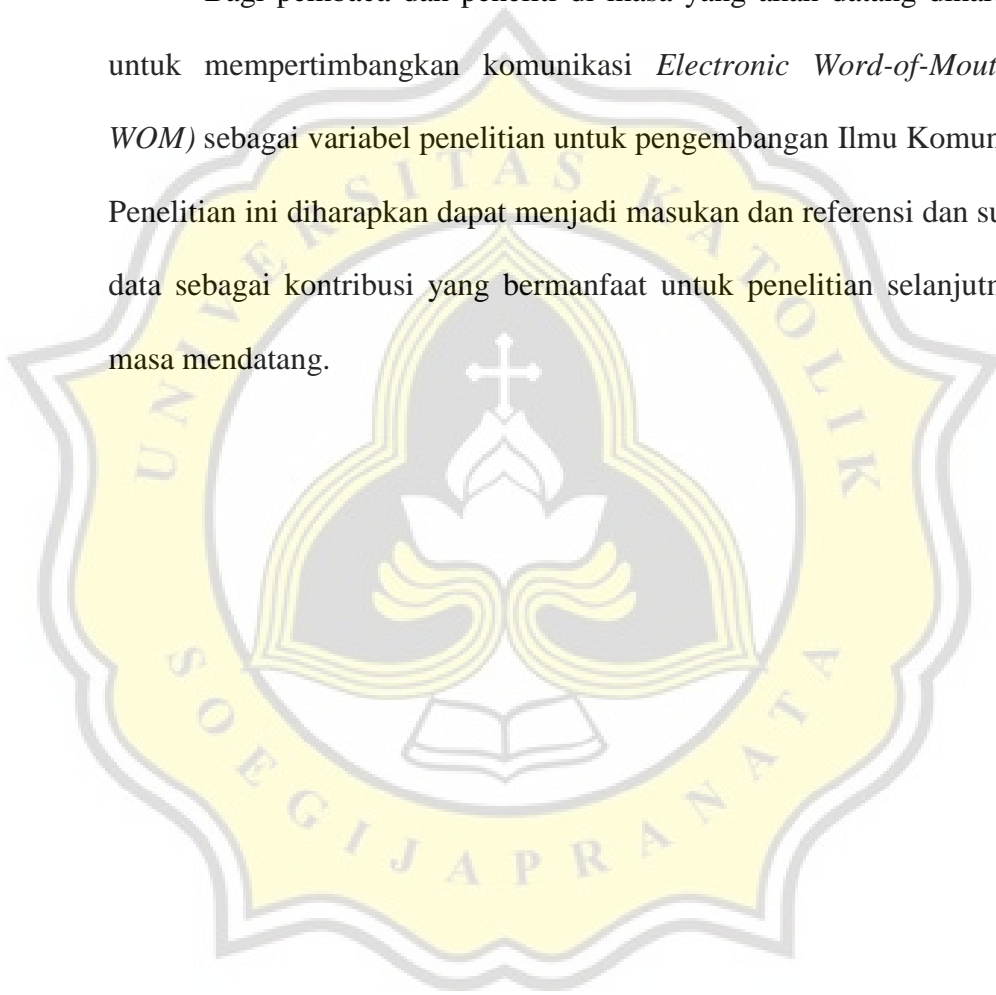 untuk mempertimbangkan komunikasi Electronic Word-of-Mout
WOM) sebagai variabel penelitian untuk pengembangan Ilmu Komun
Penelitian ini diharapkan dapat menjadi masukan dan referensi dan su
data sebagai kontribusi yang bermanfaat untuk penelitian selanjutn
masa mendatang.
UNIVERSITAS KATOLIK
SOEGIJAPRANATA